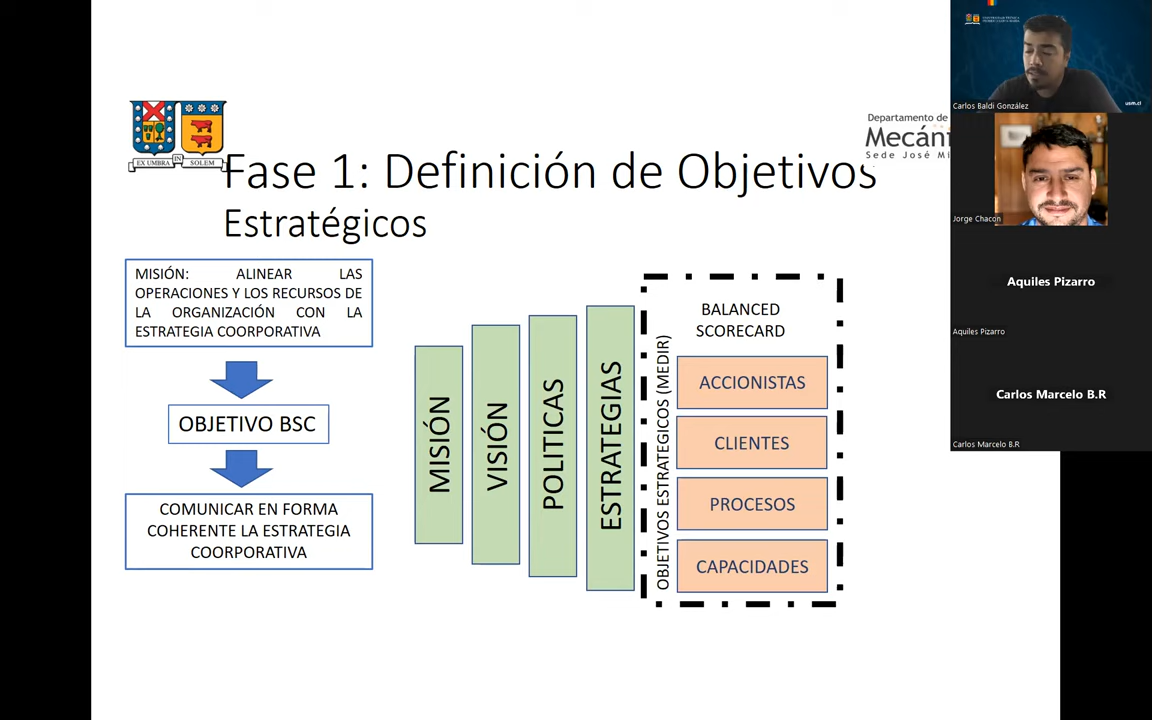 EX UMBRA IN SOLEM
Departamento de
Mecáni
Sede José Mi
Fase 1: Definición de Objetivos
Estratégicos
MISIÓN: ALINEAR LAS
OPERACIONES Y LOS RECURSOS DE
LA ORGANIZACIÓN CON LA
ESTRATEGIA COORPORATIVA
OBJETIVO BSC
COMUNICAR EN FORMA
COHERENTE LA ESTRATEGIA
COORPORATIVA
MISIÓN
VISIÓN
POLITICAS
ESTRATEGIAS
OBJETIVOS ESTRATEGICOS (MEDIR)
BALANCED
SCORECARD
ACCIONISTAS
CLIENTES
PROCESOS
CAPACIDADES
usm.cl
Carlos Baldi González
Jorge Chacon
Aquiles Pizarro
Aquiles Pizarro
Carlos Marcelo B.R
Carlos Marcelo B.R